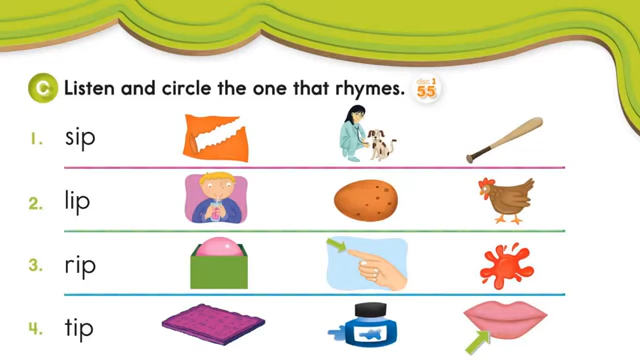 C Listen and circle the one that rhymes. disc 1 55
1. sip
2. lip
3. rip
4. tip